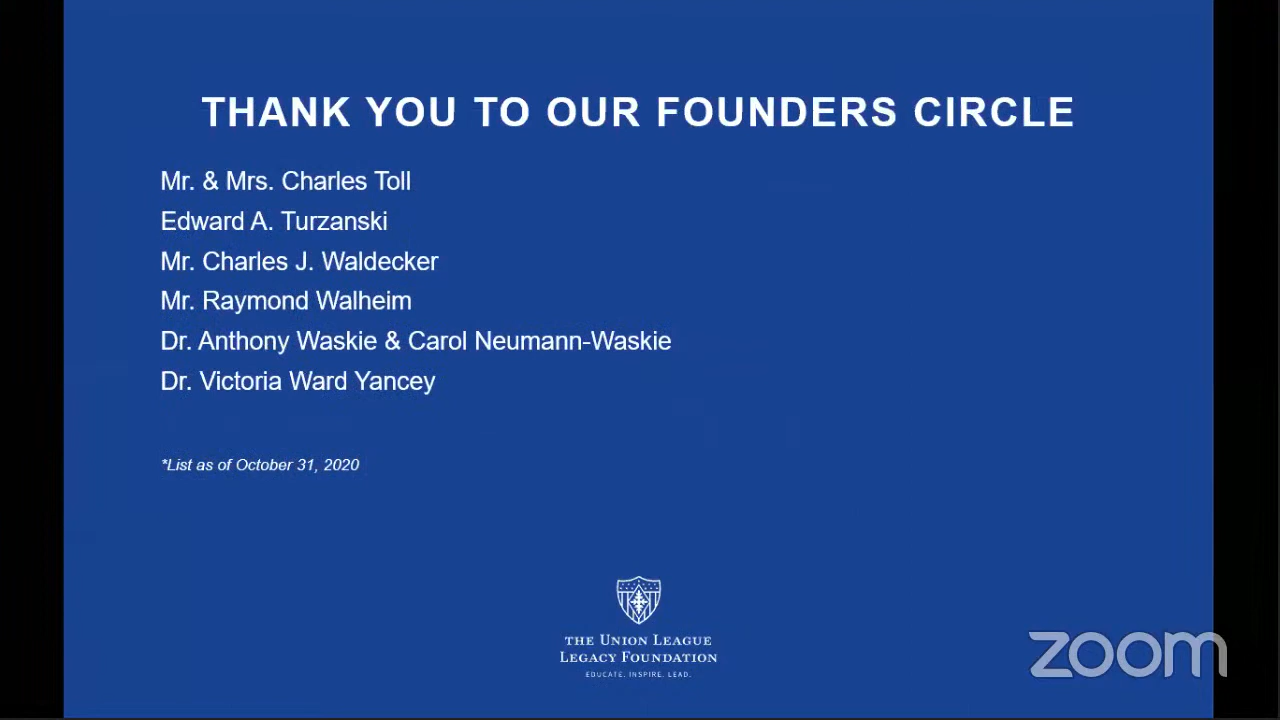 THANK YOU TO OUR FOUNDERS CIRCLE
Mr. & Mrs. Charles Toll
Edward A. Turzanski
Mr. Charles J. Waldecker
Mr. Raymond Walheim
Dr. Anthony Waskie & Carol Neumann-Waskie
Dr. Victoria Ward Yancey
*List as of October 31, 2020
THE UNION LEAGUE
LEGACY FOUNDATION
EDUCATE. INSPIRE. LEAD.
zoom